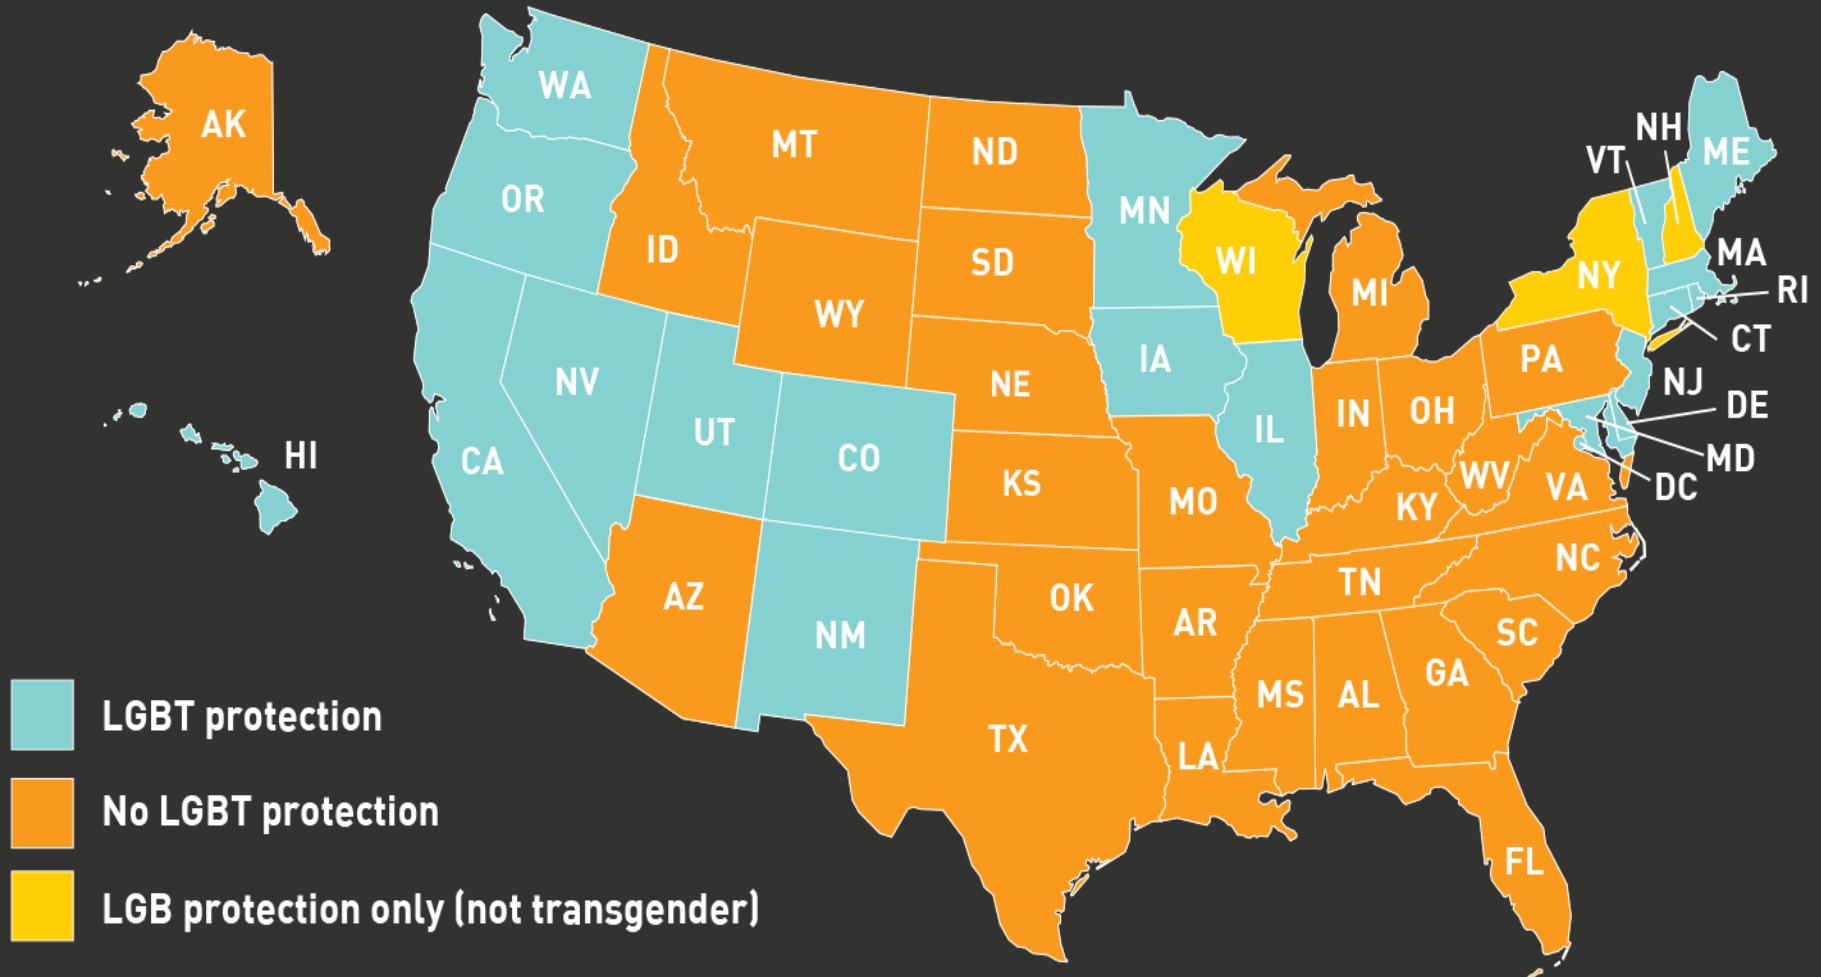 AK
WA
MT
ND
MN
OR
ID
SD
WI
WY
MI
NH
VT
ME
NY
MA
RI
CT
PA
NJ
DE
MD
DC
IA
NE
NV
UT
CO
CA
HI
IL
IN
OH
WV
VA
KS
MO
KY
NC
TN
AZ
NM
OK
AR
SC
GA
MS
AL
LA
TX
FL
LGBT protection
No LGBT protection
LGB protection only (not transgender)